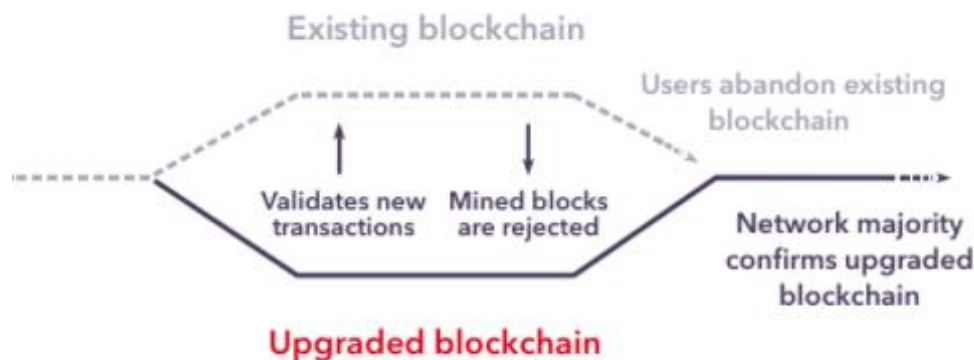 Existing blockchain
Users abandon existing
blockchain
Validates new
transactions
Mined blocks
are rejected
Network majority
confirms upgraded
blockchain
Upgraded blockchain